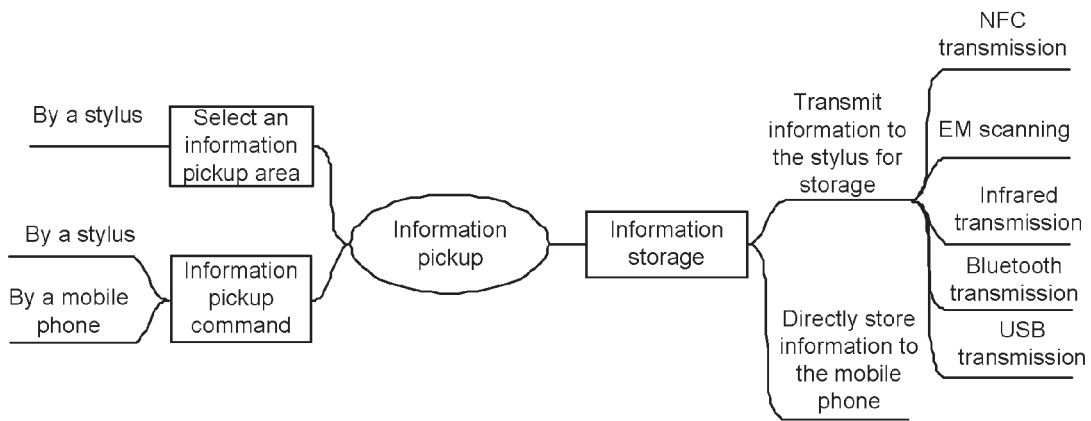 By a stylus
Select an
information
pickup area
By a stylus
By a mobile
phone
Information
pickup
command
Information
pickup
Information
storage
Transmit
information to
the stylus for
storage
Directly store
information to
the mobile
phone
NFC
transmission
EM scanning
Infrared
transmission
Bluetooth
transmission
USB
transmission